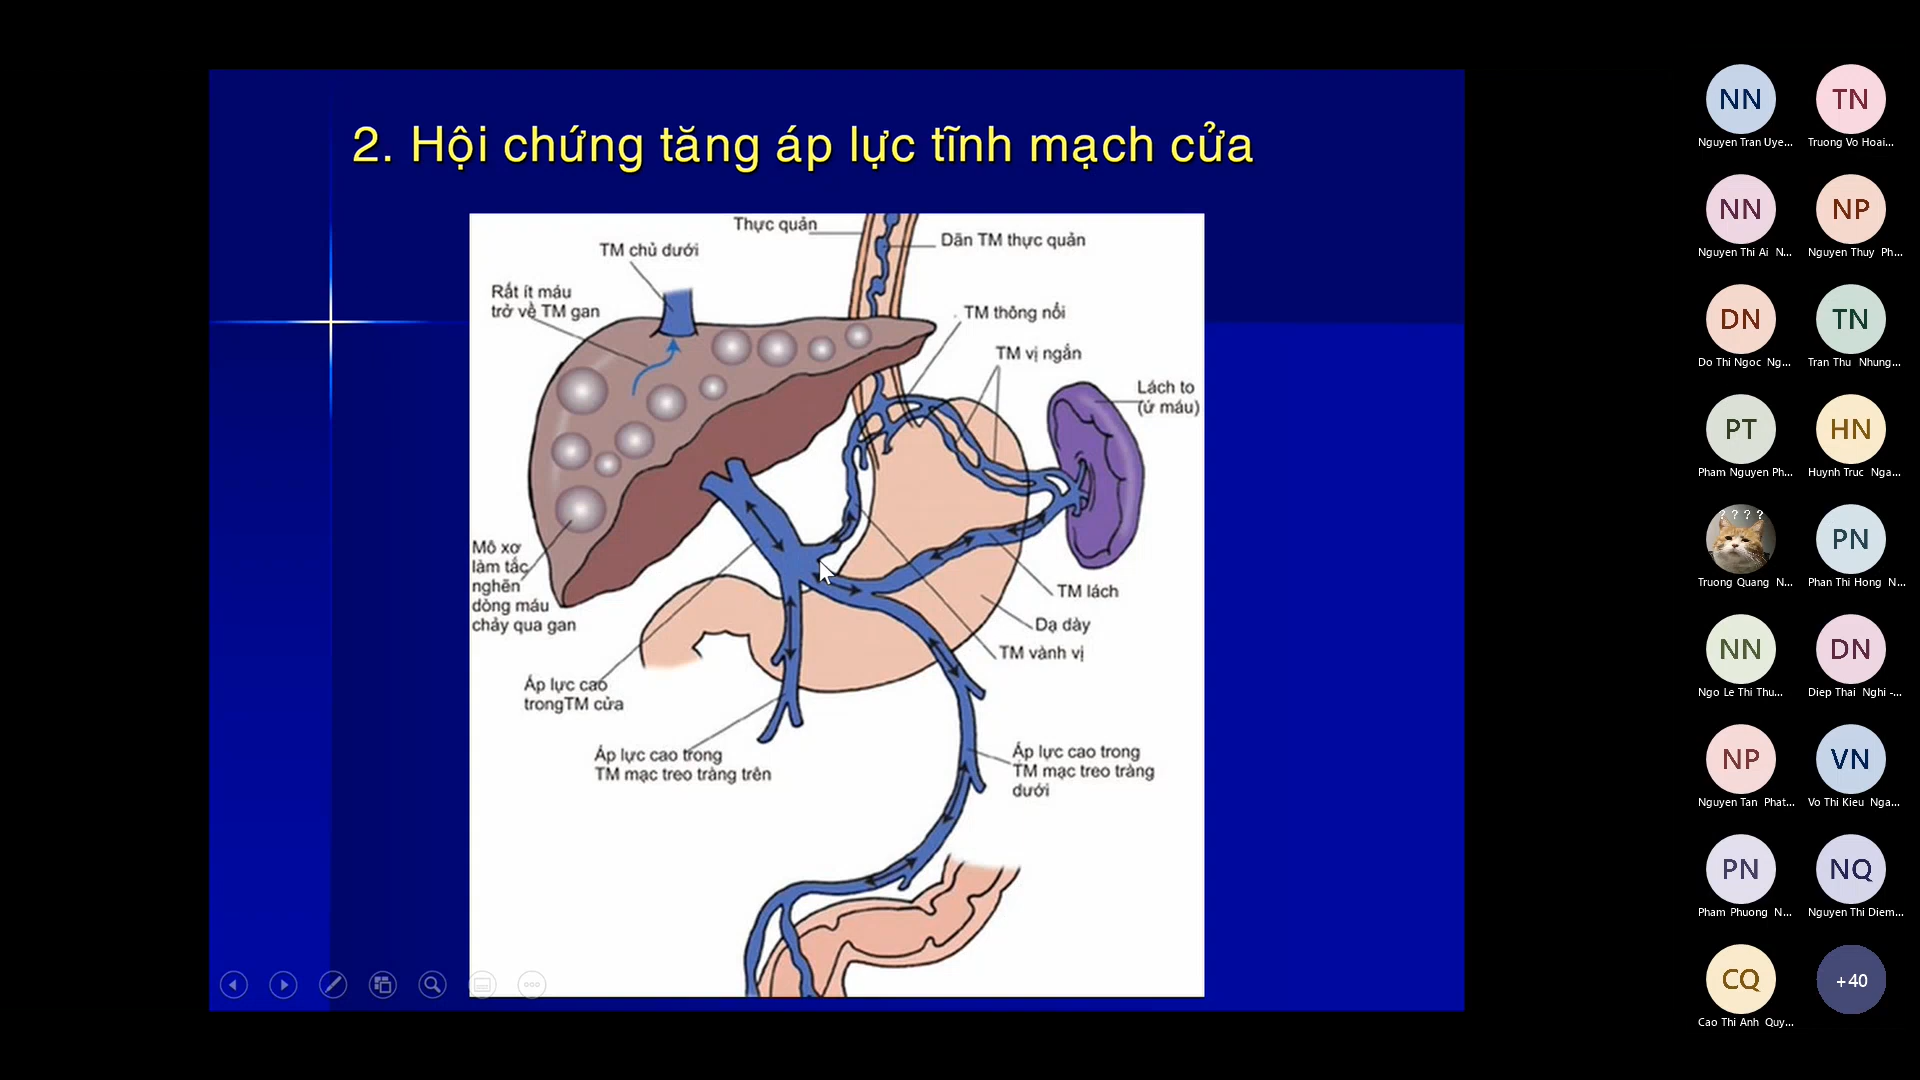 2. Hội chứng tăng áp lực tĩnh mạch cửa
Thực quản
TM chủ dưới
Dãn TM thực quản
Rất ít máu
trở về TM gan
TM thông nối
TM vị ngắn
Lách to
(ứ máu)
Mô xơ
làm tắc
nghẽn
dòng máu
chảy qua gan
TM lách
Dạ dày
TM vành vị
Áp lực cao
trongTM cửa
Áp lực cao trong
TM mạc treo tràng trên
Áp lực cao trong
TM mạc treo tràng
dưới
NN
Nguyen Tran Uye...
TN
Truong Vo Hoai...
NN
Nguyen Thi Ai N...
NP
Nguyen Thuy Ph...
DN
Do Thi Ngoc Ng...
TN
Tran Thu Nhung...
PT
Pham Nguyen Ph...
HN
Huynh Truc Nga...
? ? ? ?
Truong Quang N...
PN
Phan Thi Hong N...
NN
Ngo Le Thi Thu...
DN
Diep Thai Nghi -...
NP
Nguyen Tan Phat...
VN
Vo Thi Kieu Nga...
PN
Pham Phuong N...
NQ
Nguyen Thi Diem...
CQ
Cao Thi Anh Quy...
+40